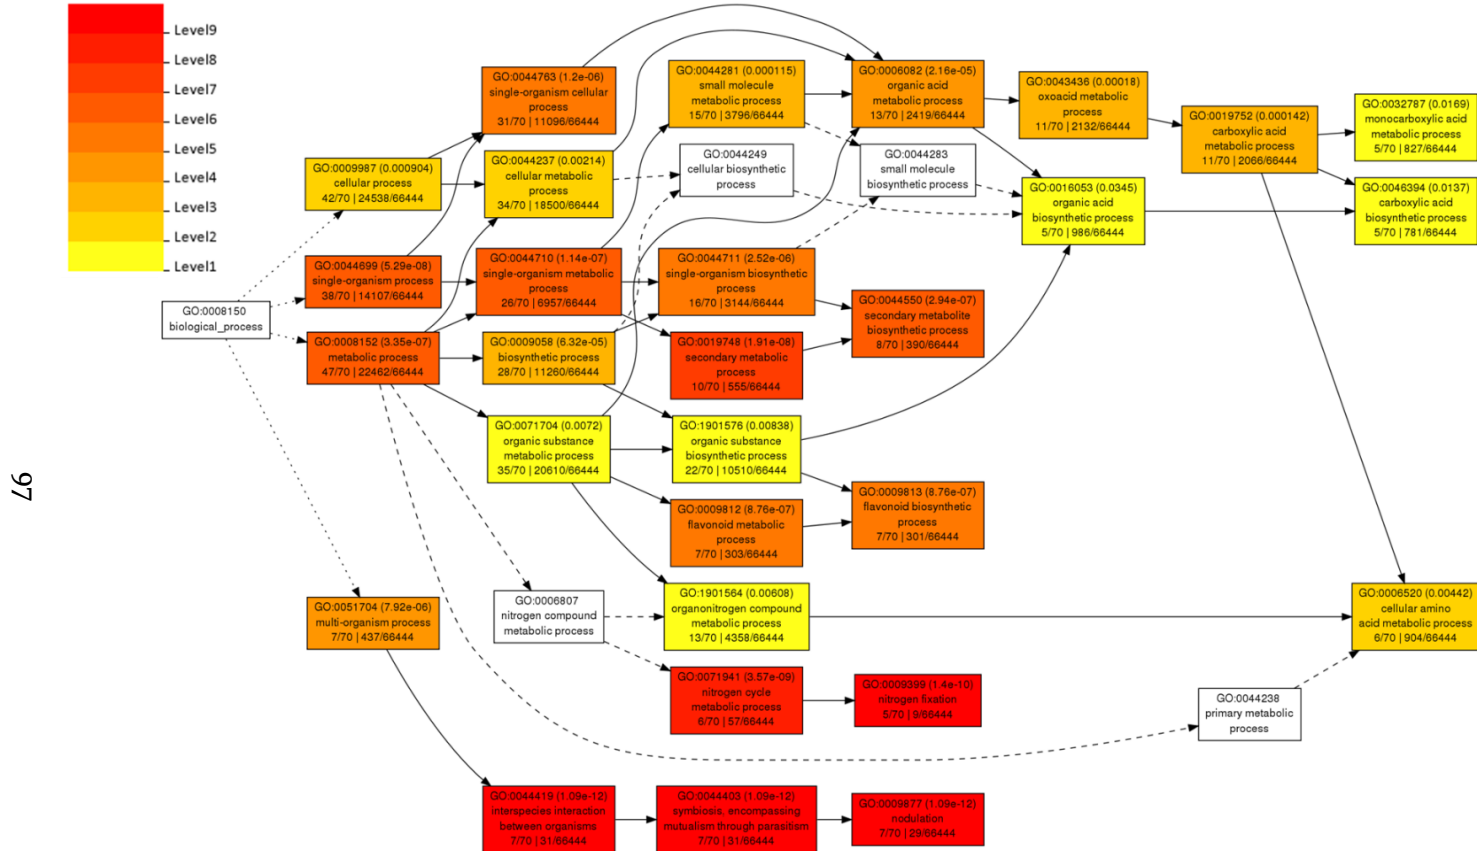 Level9
Level8
Level7
Level6
Level5
Level4
Level3
Level2
Level1
GO:0008150
biological_process
GO:0009987 (0.000904)
cellular process
42/70 | 24538/66444
GO:0044699 (5.29e-08)
single-organism process
38/70 | 14107/66444
GO:0008152 (3.35e-07)
metabolic process
47/70 | 22462/66444
GO:0051704 (7.92e-06)
multi-organism process
7/70 | 437/66444
GO:0044763 (1.2e-06)
single-organism cellular
process
31/70 | 11096/66444
GO:0044237 (0.00214)
cellular metabolic
process
34/70 | 18500/66444
GO:0044710 (1.14e-07)
single-organism metabolic
process
26/70 | 6957/66444
GO:0009058 (6.32e-05)
biosynthetic process
28/70 | 11260/66444
GO:0071704 (0.0072)
organic substance
metabolic process
35/70 | 20610/66444
GO:0006807
nitrogen compound
metabolic process
GO:0044419 (1.09e-12)
interspecies interaction
between organisms
7/70 | 31/66444
GO:0044281 (0.000115)
small molecule
metabolic process
15/70 | 3796/66444
GO:0044249
cellular biosynthetic
process
GO:0044711 (2.52e-06)
single-organism biosynthetic
process
16/70 | 3144/66444
GO:0019748 (1.91e-08)
secondary metabolic
process
10/70 | 555/66444
GO:1901576 (0.00838)
organic substance
biosynthetic process
22/70 | 10510/66444
GO:0009812 (8.76e-07)
flavonoid metabolic
process
7/70 | 303/66444
GO:1901564 (0.00608)
organonitrogen compound
metabolic process
13/70 | 4358/66444
GO:0071941 (3.57e-09)
nitrogen cycle
metabolic process
6/70 | 57/66444
GO:0044403 (1.09e-12)
symbiosis, encompassing
mutualism through parasitism
7/70 | 31/66444
GO:0006082 (2.16e-05)
organic acid
metabolic process
13/70 | 2419/66444
GO:0044283
small molecule
biosynthetic process
GO:0044550 (2.94e-07)
secondary metabolite
biosynthetic process
8/70 | 390/66444
GO:0009813 (8.76e-07)
flavonoid biosynthetic
process
7/70 | 301/66444
GO:0009399 (1.4e-10)
nitrogen fixation
5/70 | 9/66444
GO:0009877 (1.09e-12)
nodulation
7/70 | 29/66444
GO:0043436 (0.00018)
oxoacid metabolic
process
11/70 | 2132/66444
GO:0016053 (0.0345)
organic acid
biosynthetic process
5/70 | 986/66444
GO:0019752 (0.000142)
carboxylic acid
metabolic process
11/70 | 2066/66444
GO:0044238
primary metabolic
process
GO:0032787 (0.0169)
monocarboxylic acid
metabolic process
5/70 | 827/66444
GO:0046394 (0.0137)
carboxylic acid
biosynthetic process
5/70 | 781/66444
GO:0006520 (0.00442)
cellular amino
acid metabolic process
6/70 | 904/66444
97